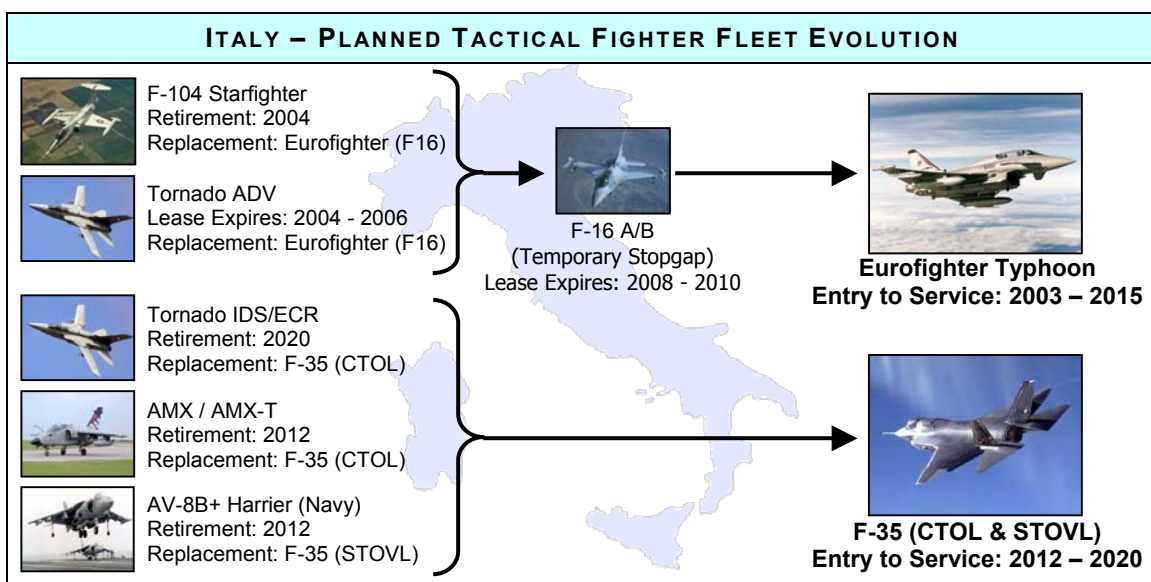 ITALY – PLANNED TACTICAL FIGHTER FLEET EVOLUTION
F-104 Starfighter
Retirement: 2004
Replacement: Eurofighter (F16)
Tornado ADV
Lease Expires: 2004 - 2006
Replacement: Eurofighter (F16)
F-16 A/B
(Temporary Stopgap)
Lease Expires: 2008 - 2010
Eurofighter Typhoon
Entry to Service: 2003 – 2015
Tornado IDS/ECR
Retirement: 2020
Replacement: F-35 (CTOL)
AMX / AMX-T
Retirement: 2012
Replacement: F-35 (CTOL)
AV-8B+ Harrier (Navy)
Retirement: 2012
Replacement: F-35 (STOVL)
F-35 (CTOL & STOVL)
Entry to Service: 2012 – 2020